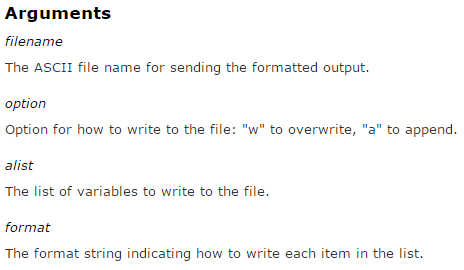 Arguments
filename
The ASCII file name for sending the formatted output.
option
Option for how to write to the file: "w" to overwrite, "a" to append.
alist
The list of variables to write to the file.
format
The format string indicating how to write each item in the list.